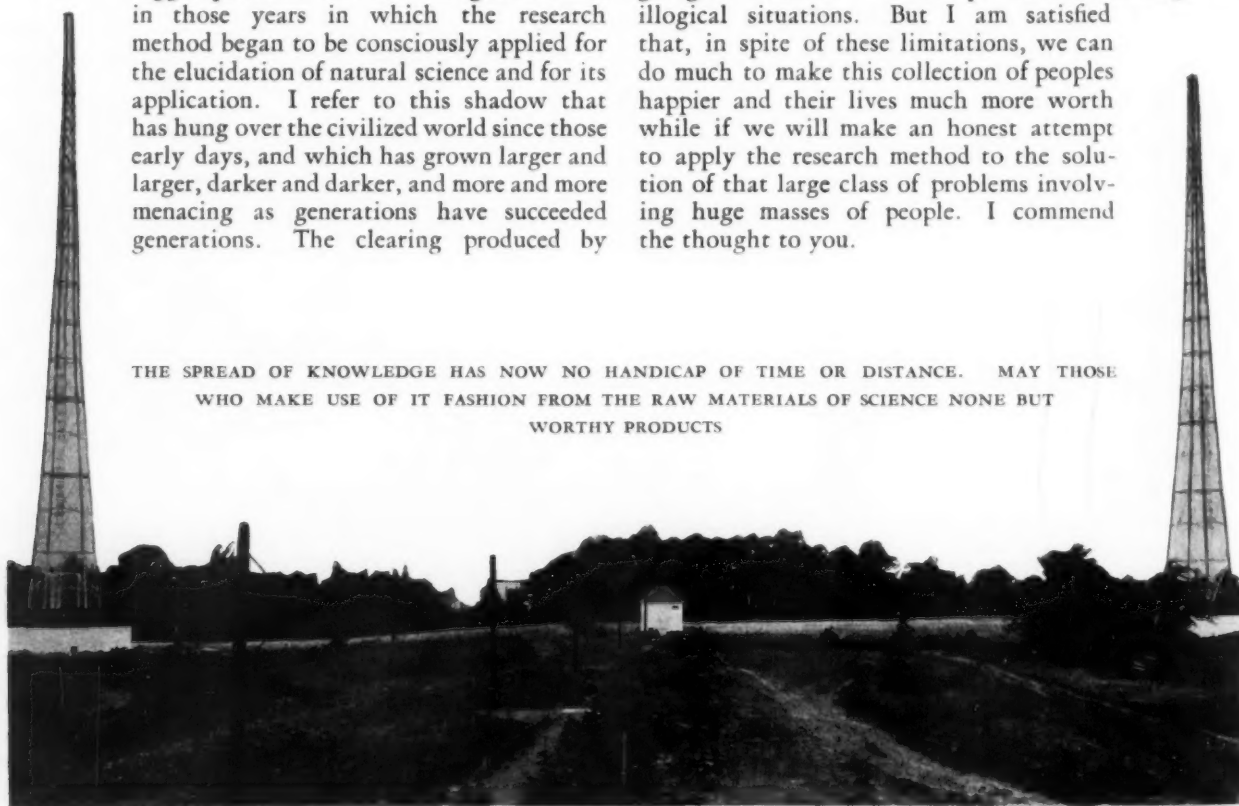 in those years in which the research
method began to be consciously applied for
the elucidation of natural science and for its
application. I refer to this shadow that
has hung over the civilized world since those
early days, and which has grown larger and
larger, darker and darker, and more and more
menacing as generations have succeeded
generations. The clearing produced by
illogical situations. But I am satisfied
that, in spite of these limitations, we can
do much to make this collection of peoples
happier and their lives much more worth
while if we will make an honest attempt
to apply the research method to the solu-
tion of that large class of problems involv-
ing huge masses of people. I commend
the thought to you.
THE SPREAD OF KNOWLEDGE HAS NOW NO HANDICAP OF TIME OR DISTANCE. MAY THOSE
WHO MAKE USE OF IT FASHION FROM THE RAW MATERIALS OF SCIENCE NONE BUT
WORTHY PRODUCTS